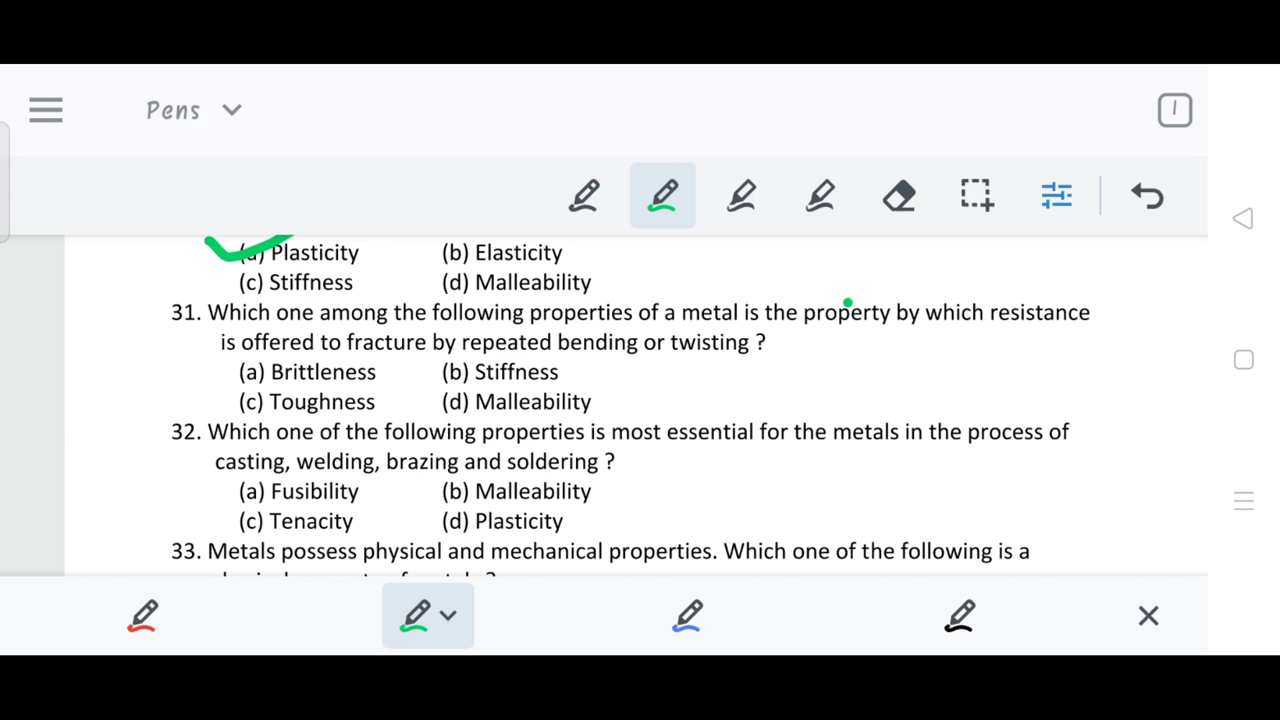 Pens
(a) Plasticity (b) Elasticity
(c) Stiffness (d) Malleability
31. Which one among the following properties of a metal is the property by which resistance
is offered to fracture by repeated bending or twisting ?
(a) Brittleness (b) Stiffness
(c) Toughness (d) Malleability
32. Which one of the following properties is most essential for the metals in the process of
casting, welding, brazing and soldering ?
(a) Fusibility (b) Malleability
(c) Tenacity (d) Plasticity
33. Metals possess physical and mechanical properties. Which one of the following is a